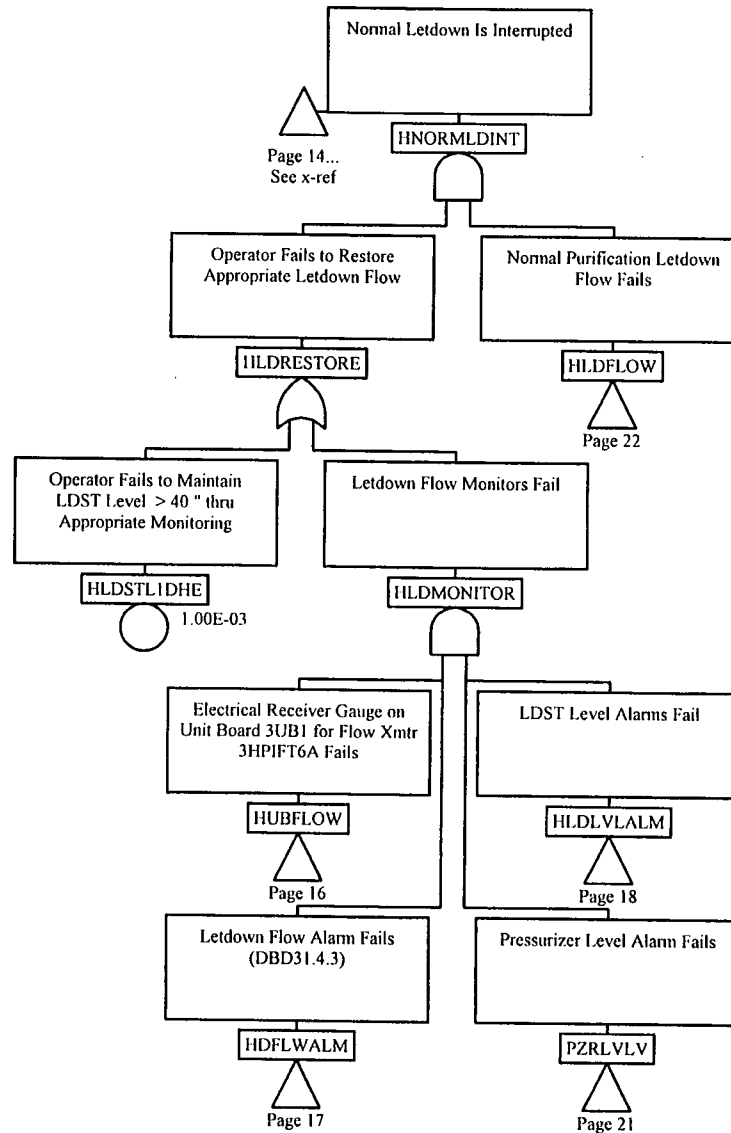 Normal Letdown Is Interrupted
Page 14...
See x-ref
HNORMLDINT
Operator Fails to Restore
Appropriate Letdown Flow
Normal Purification Letdown
Flow Fails
HLDRESTORE
HLDFLOW
Page 22
Operator Fails to Maintain
LDST Level > 40 " thru
Appropriate Monitoring
Letdown Flow Monitors Fail
HLDSTL1DHE
1.00E-03
HLDMONITOR
Electrical Receiver Gauge on
Unit Board 3UB1 for Flow Xmtr
3HPIFT6A Fails
LDST Level Alarms Fail
HUBFLOW
HLDLVLALM
Page 16
Page 18
Letdown Flow Alarm Fails
(DBD31.4.3)
Pressurizer Level Alarm Fails
HDFLWALM
PZRLVLV
Page 17
Page 21